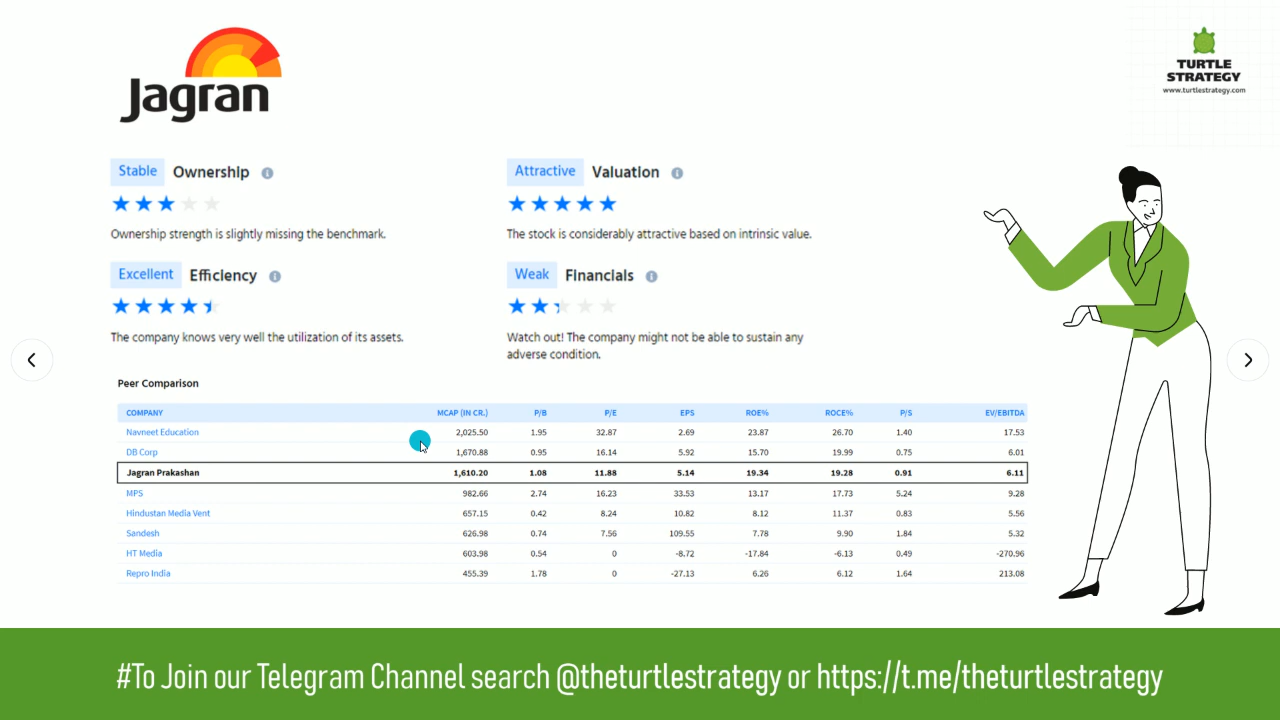 Jagran
TURTLE
STRATEGY
www.turtlestrategy.com
Stable Ownership
Ownership strength is slightly missing the benchmark.
Attractive Valuation
The stock is considerably attractive based on intrinsic value.
Excellent Efficiency
The company knows very well the utilization of its assets.
Weak Financials
Watch out! The company might not be able to sustain any
adverse condition.
Peer Comparison
COMPANY MCAP (IN CR.) P/B P/E EPS ROE% ROCE% P/S EV/EBITDA
Navneet Education 2,025.50 1.95 32.87 2.69 23.87 26.70 1.40 17.53
DB Corp 1,670.88 0.95 16.14 5.92 15.70 19.99 0.75 6.01
Jagran Prakashan 1,610.20 1.08 11.88 5.14 19.34 19.28 0.91 6.11
MPS 982.66 2.74 16.23 33.53 13.17 17.73 5.24 9.28
Hindustan Media Vent 657.15 0.42 8.24 10.82 8.12 11.37 0.83 5.56
Sandesh 626.98 0.74 7.56 109.55 7.78 9.90 1.84 5.32
HT Media 603.98 0.54 0 -8.72 -17.84 -6.13 0.49 -270.96
Repro India 455.39 1.78 0 -27.13 6.26 6.12 1.64 213.08
#To Join our Telegram Channel search @theturtlestrategy or https://t.me/theturtlestrategy